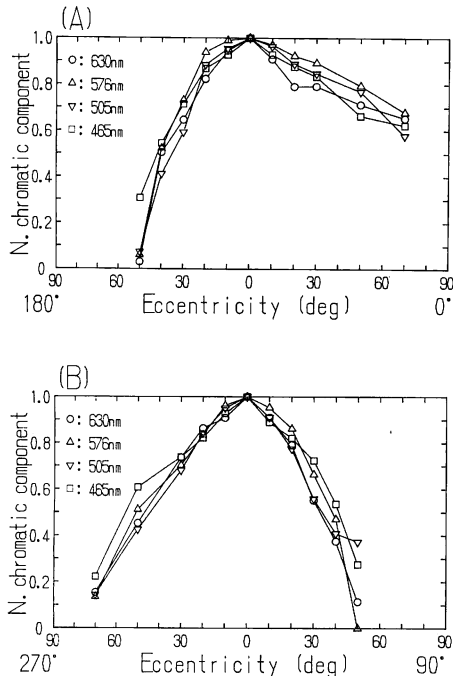 (A)
N. chromatic component
1.0
0.8
0.6
0.4
0.2
0
○: 630nm
△: 576nm
▽: 505nm
□: 465nm
90 60 30 0 30 60 90
180° Eccentricity (deg) 0°
(B)
N. chromatic component
1.0
0.8
0.6
0.4
0.2
0
○: 630nm
△: 576nm
▽: 505nm
□: 465nm
90 60 30 0 30 60 90
270° Eccentricity (deg) 90°